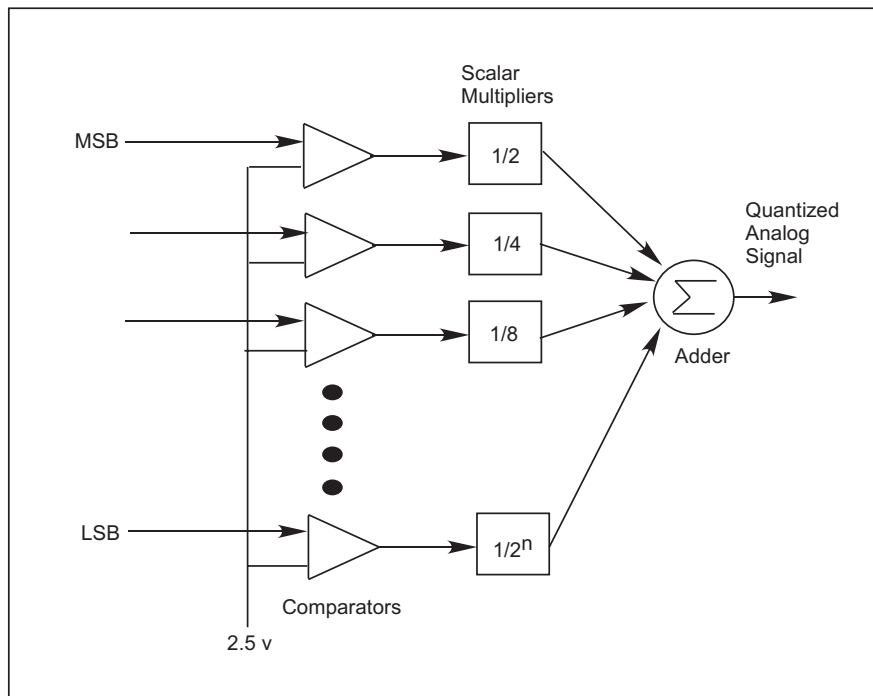 Scalar
Multipliers
MSB
1/2
Quantized
Analog
Signal
1/4
1/8
Σ
Adder
LSB
1/2ⁿ
Comparators
2.5 v